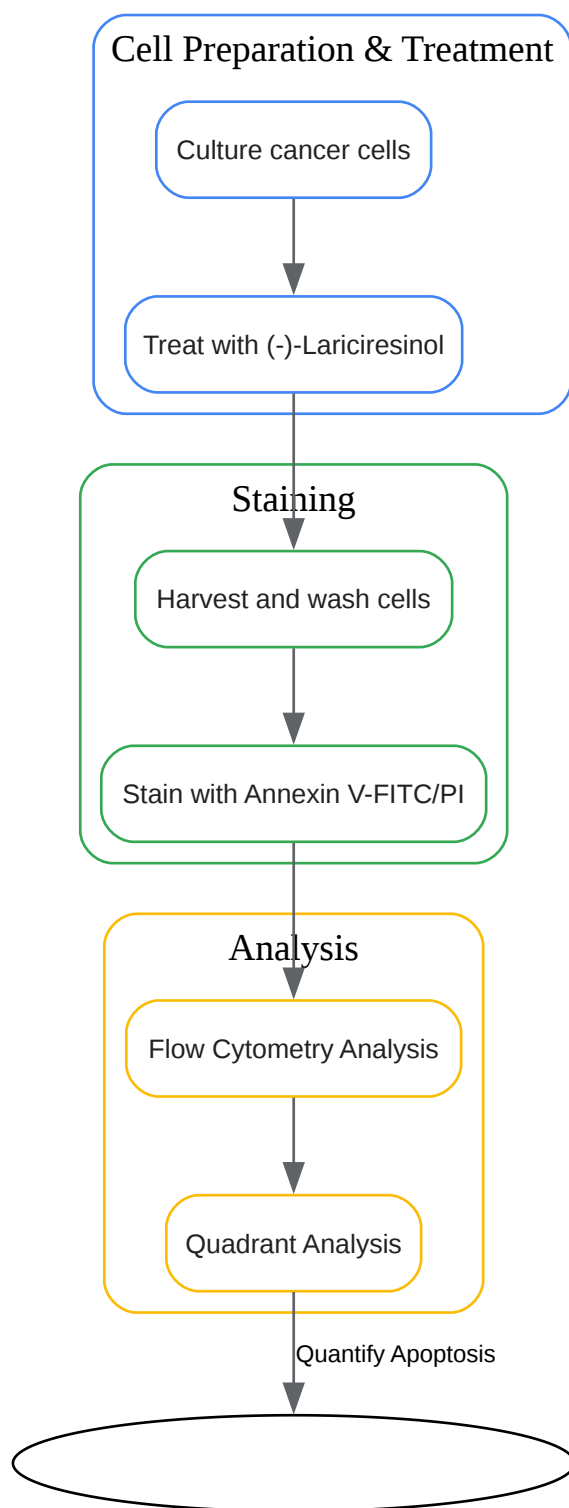 Cell Preparation & Treatment
Culture cancer cells
Treat with (-)-Lariciresinol
Staining
Harvest and wash cells
Stain with Annexin V-FITC/PI
Analysis
Flow Cytometry Analysis
Quadrant Analysis
Quantify Apoptosis